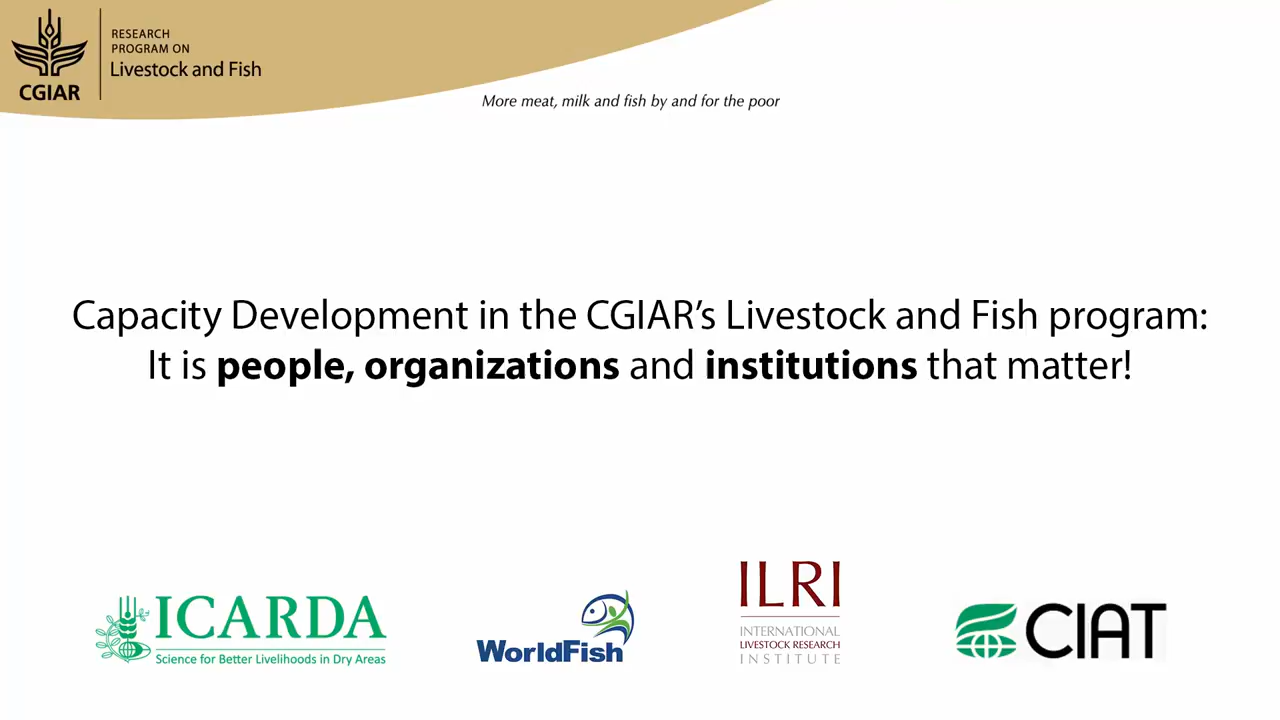 RESEARCH
PROGRAM ON
Livestock and Fish
CGIAR
More meat, milk and fish by and for the poor
Capacity Development in the CGIAR’s Livestock and Fish program:
It is people, organizations and institutions that matter!
ICARDA
Science for Better Livelihoods in Dry Areas
WorldFish
ILRI
INTERNATIONAL
LIVESTOCK RESEARCH
INSTITUTE
CIAT